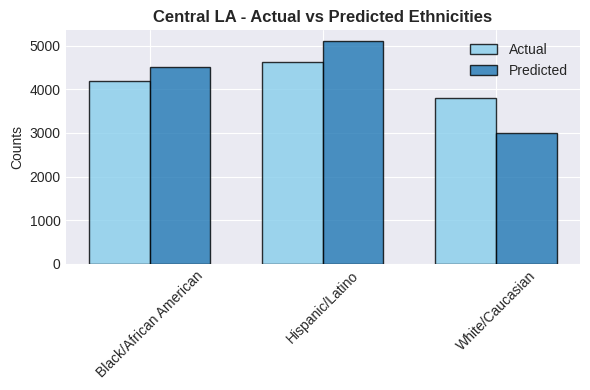 Central LA - Actual vs Predicted Ethnicities
Actual
Predicted
Counts
5000
4000
3000
2000
1000
0
Black/African American
Hispanic/Latino
White/Caucasian